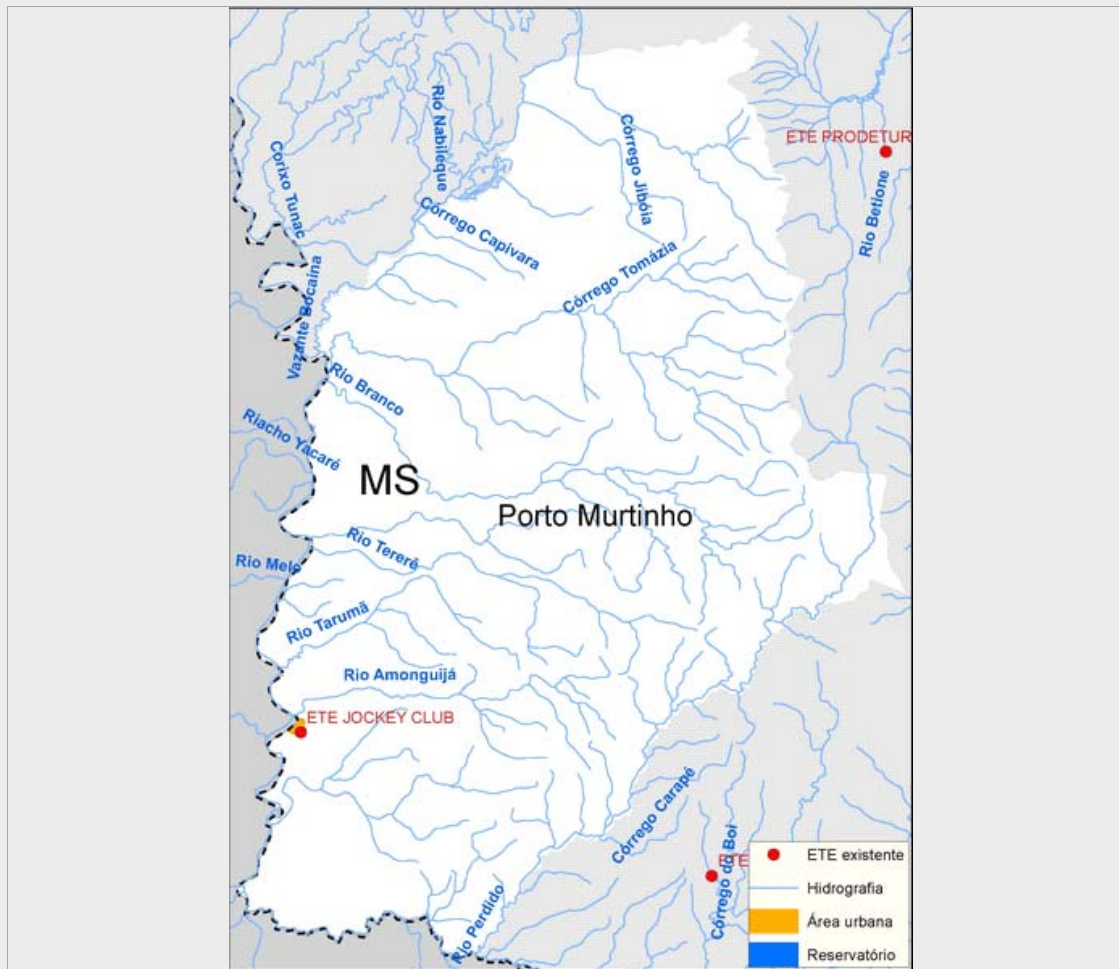 ETE PRODETUR
Rio Nabileque
Córrego Jibóia
Corixo Tunac
Rio Betione
Córrego Capivara
Córrego Tomázia
Vazante Bocaina
Rio Branco
Riacho Yacaré
MS
Porto Murtinho
Rio Tereré
Rio Melo
Rio Tarumã
Rio Amonguijá
ETE JOCKEY CLUB
Córrego Carapé
Córrego do Boi
ETE
Rio Perdido
ETE existente
Hidrografia
Área urbana
Reservatório